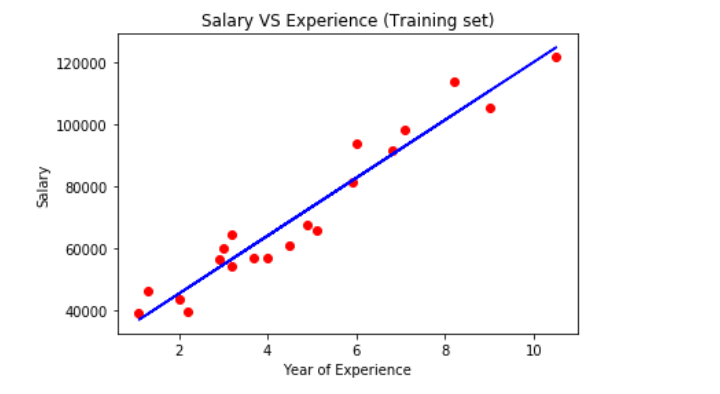 Salary VS Experience (Training set)
120000
100000
80000
60000
40000
Salary
2 4 6 8 10
Year of Experience